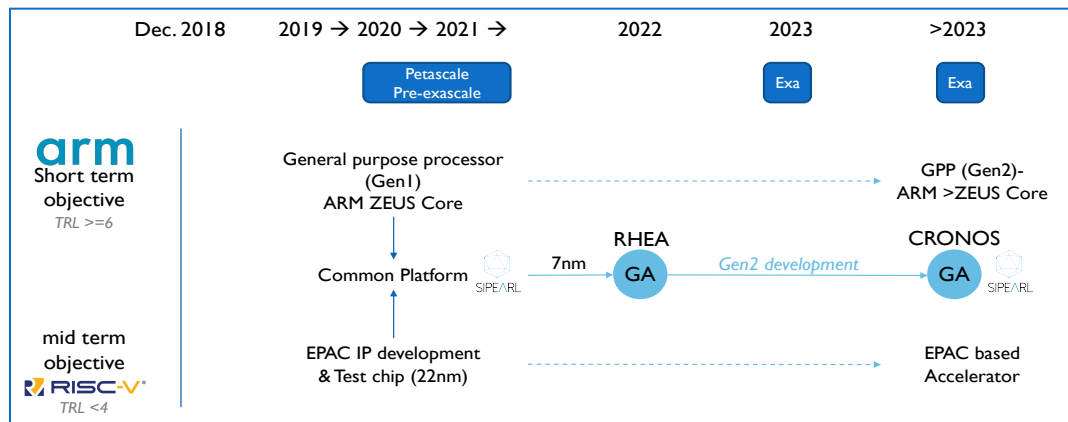 Dec. 2018
2019 → 2020 → 2021 →
2022
2023
>2023
Petascale
Pre-exascale
Exa
Exa
arm
Short term
objective
TRL >=6
General purpose processor
(Gen1)
ARM ZEUS Core
GPP (Gen2)-
ARM >ZEUS Core
Common Platform
SIPEARL
7nm
RHEA
GA
Gen2 development
CRONOS
GA
SIPEARL
mid term
objective
RISC-V®
TRL <4
EPAC IP development
& Test chip (22nm)
EPAC based
Accelerator